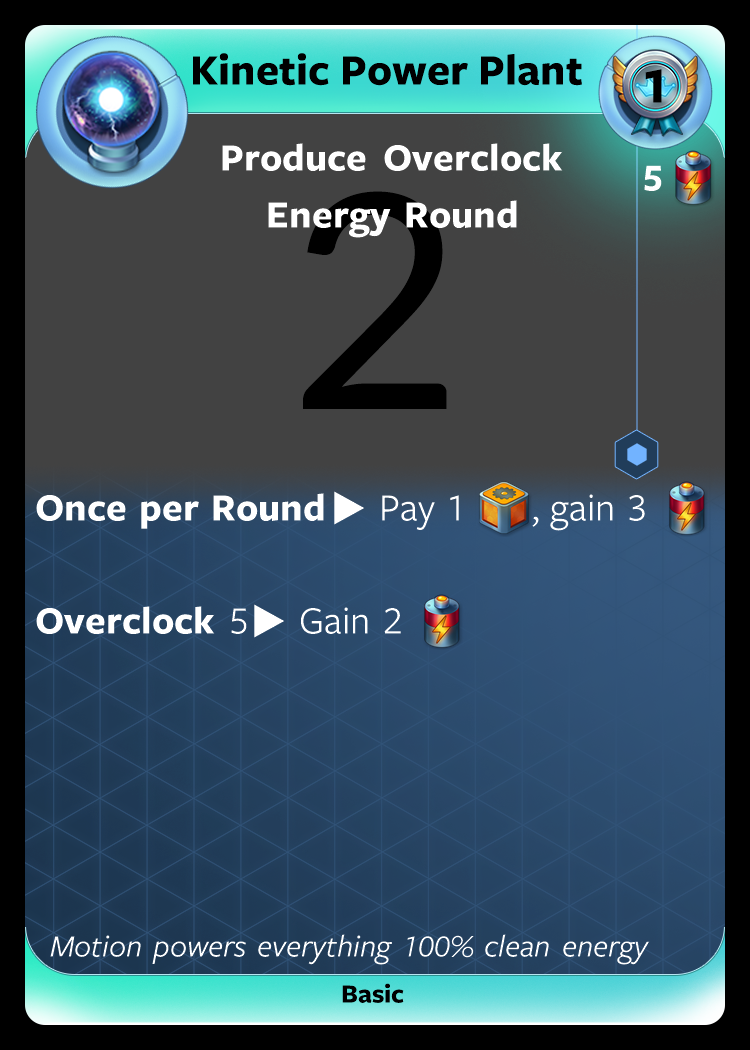 Kinetic Power Plant
1
Produce Overclock
5
Energy Round
2
Once per Round▶ Pay 1 , gain 3
Overclock 5▶ Gain 2
Motion powers everything 100% clean energy
Basic